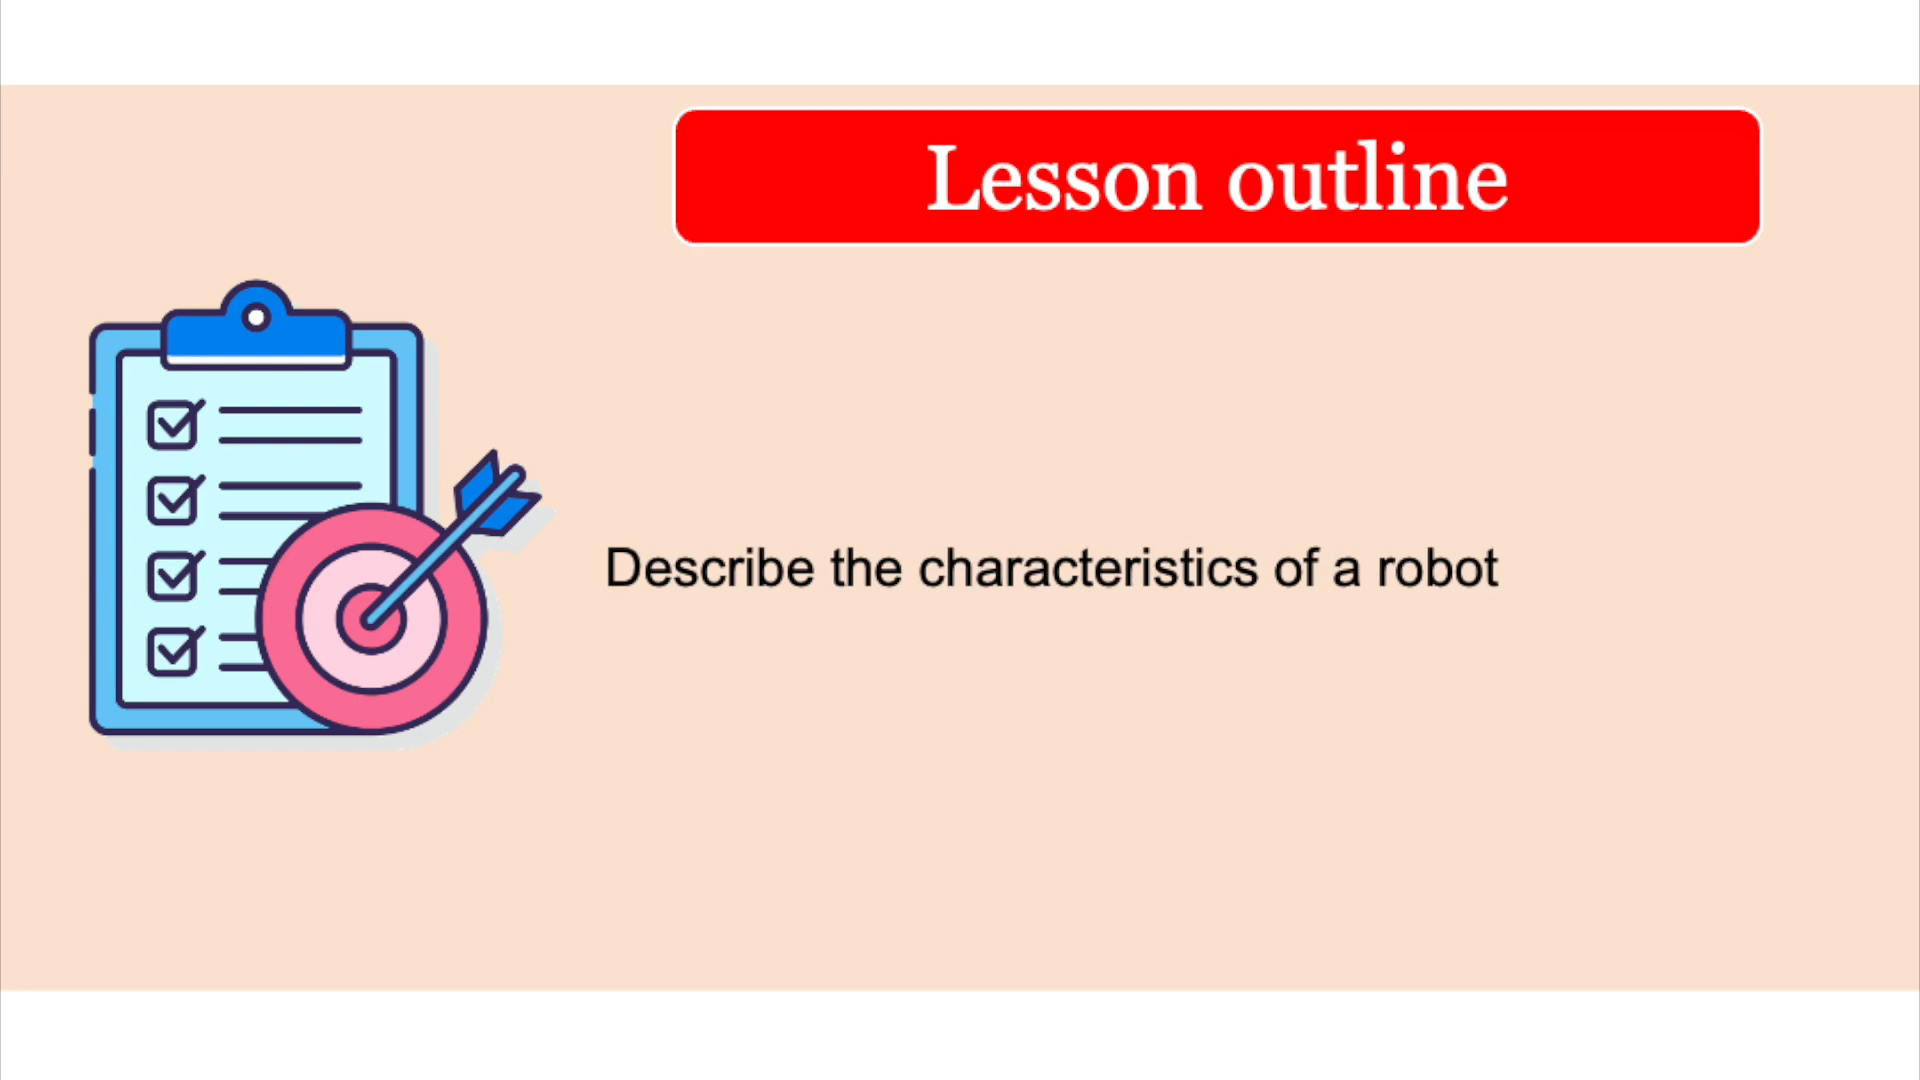 Lesson outline
Describe the characteristics of a robot